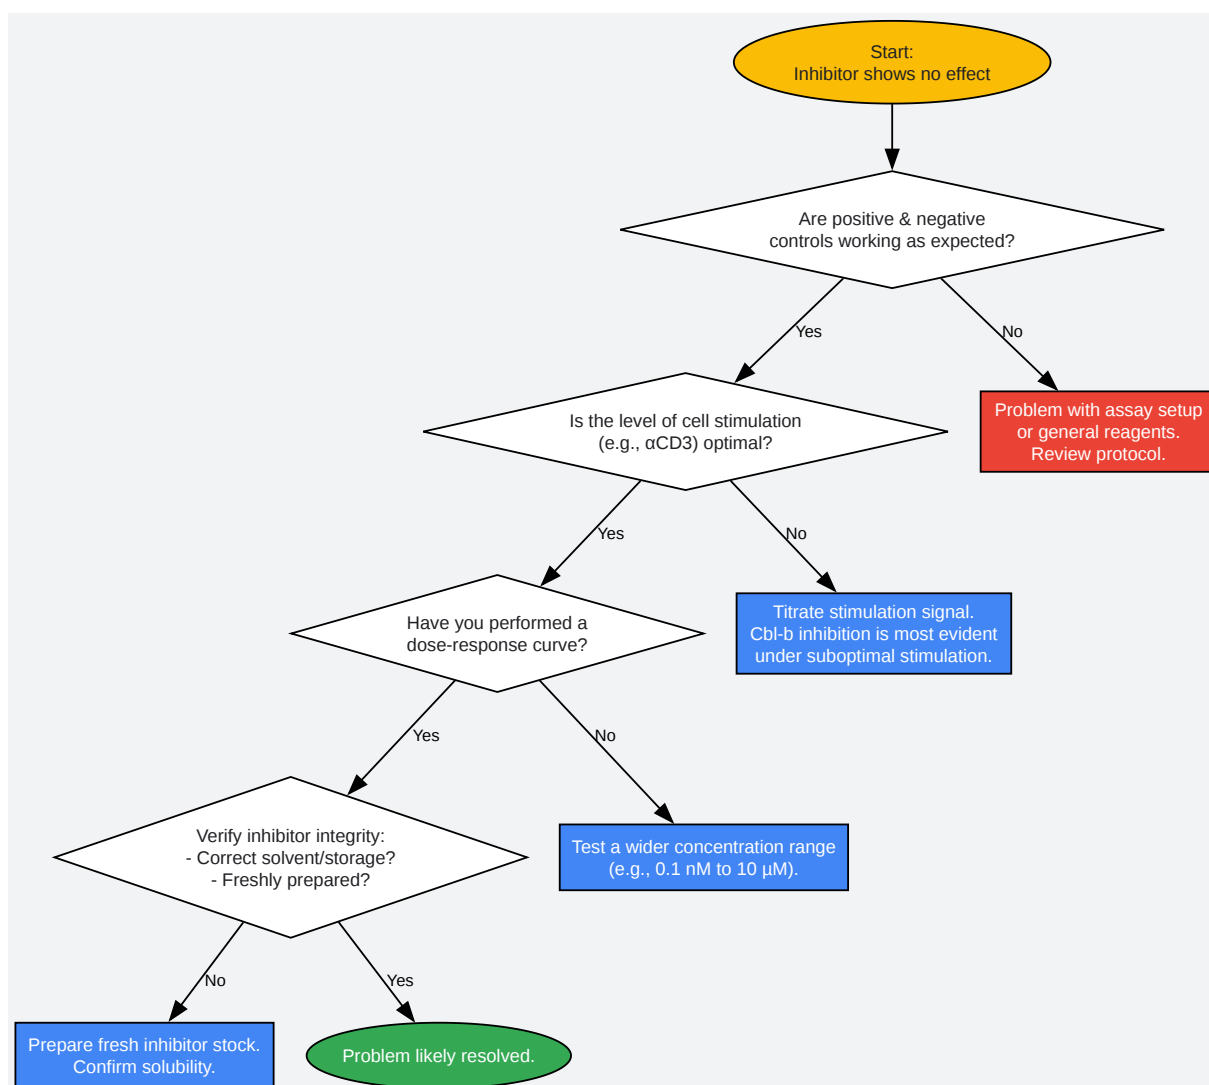 Start:
Inhibitor shows no effect
Are positive & negative
controls working as expected?
Yes
No
Is the level of cell stimulation
(e.g., αCD3) optimal?
Problem with assay setup
or general reagents.
Review protocol.
Yes
No
Have you performed a
dose-response curve?
Titrate stimulation signal.
Cbl-b inhibition is most evident
under suboptimal stimulation.
Yes
No
Verify inhibitor integrity:
- Correct solvent/storage?
- Freshly prepared?
Test a wider concentration range
(e.g., 0.1 nM to 10 µM).
No
Yes
Prepare fresh inhibitor stock.
Confirm solubility.
Problem likely resolved.